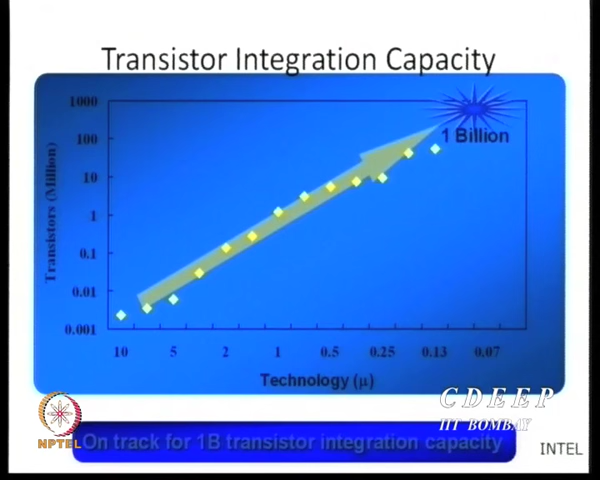 Transistor Integration Capacity
1000
100
10
1
0.1
0.01
0.001
Transistors (Million)
1 Billion
10 5 2 1 0.5 0.25 0.13 0.07
Technology (μ)
CDEEP
IIT BOMBAY
NPTEL
On track for 1B transistor integration capacity
INTEL